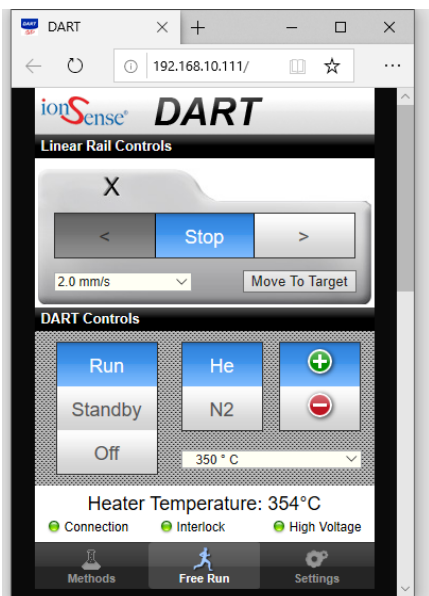 DART
192.168.10.111/
ionSense® DART
Linear Rail Controls
X
< Stop >
2.0 mm/s Move To Target
DART Controls
Run He
Standby N2
Off 350 ° C
Heater Temperature: 354°C
Connection Interlock High Voltage
Methods Free Run Settings